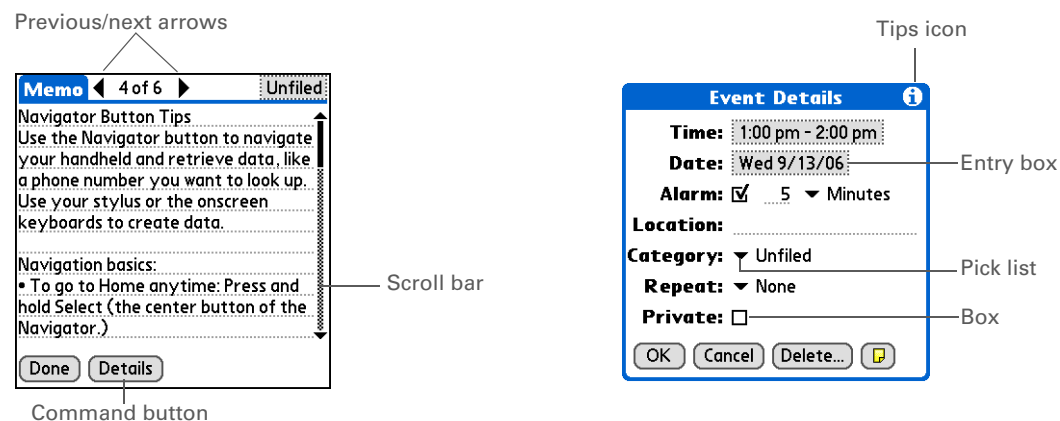 Previous/next arrows
Memo 4 of 6 Unfiled
Navigator Button Tips
Use the Navigator button to navigate
your handheld and retrieve data, like
a phone number you want to look up.
Use your stylus or the onscreen
keyboards to create data.
Navigation basics:
• To go to Home anytime: Press and
hold Select (the center button of the
Navigator.)
Done Details
Scroll bar
Command button
Tips icon
Event Details
Time: 1:00 pm - 2:00 pm
Date: Wed 9/13/06
Alarm: 5 Minutes
Location:
Category: Unfiled
Repeat: None
Private:
OK Cancel Delete...
Entry box
Pick list
Box